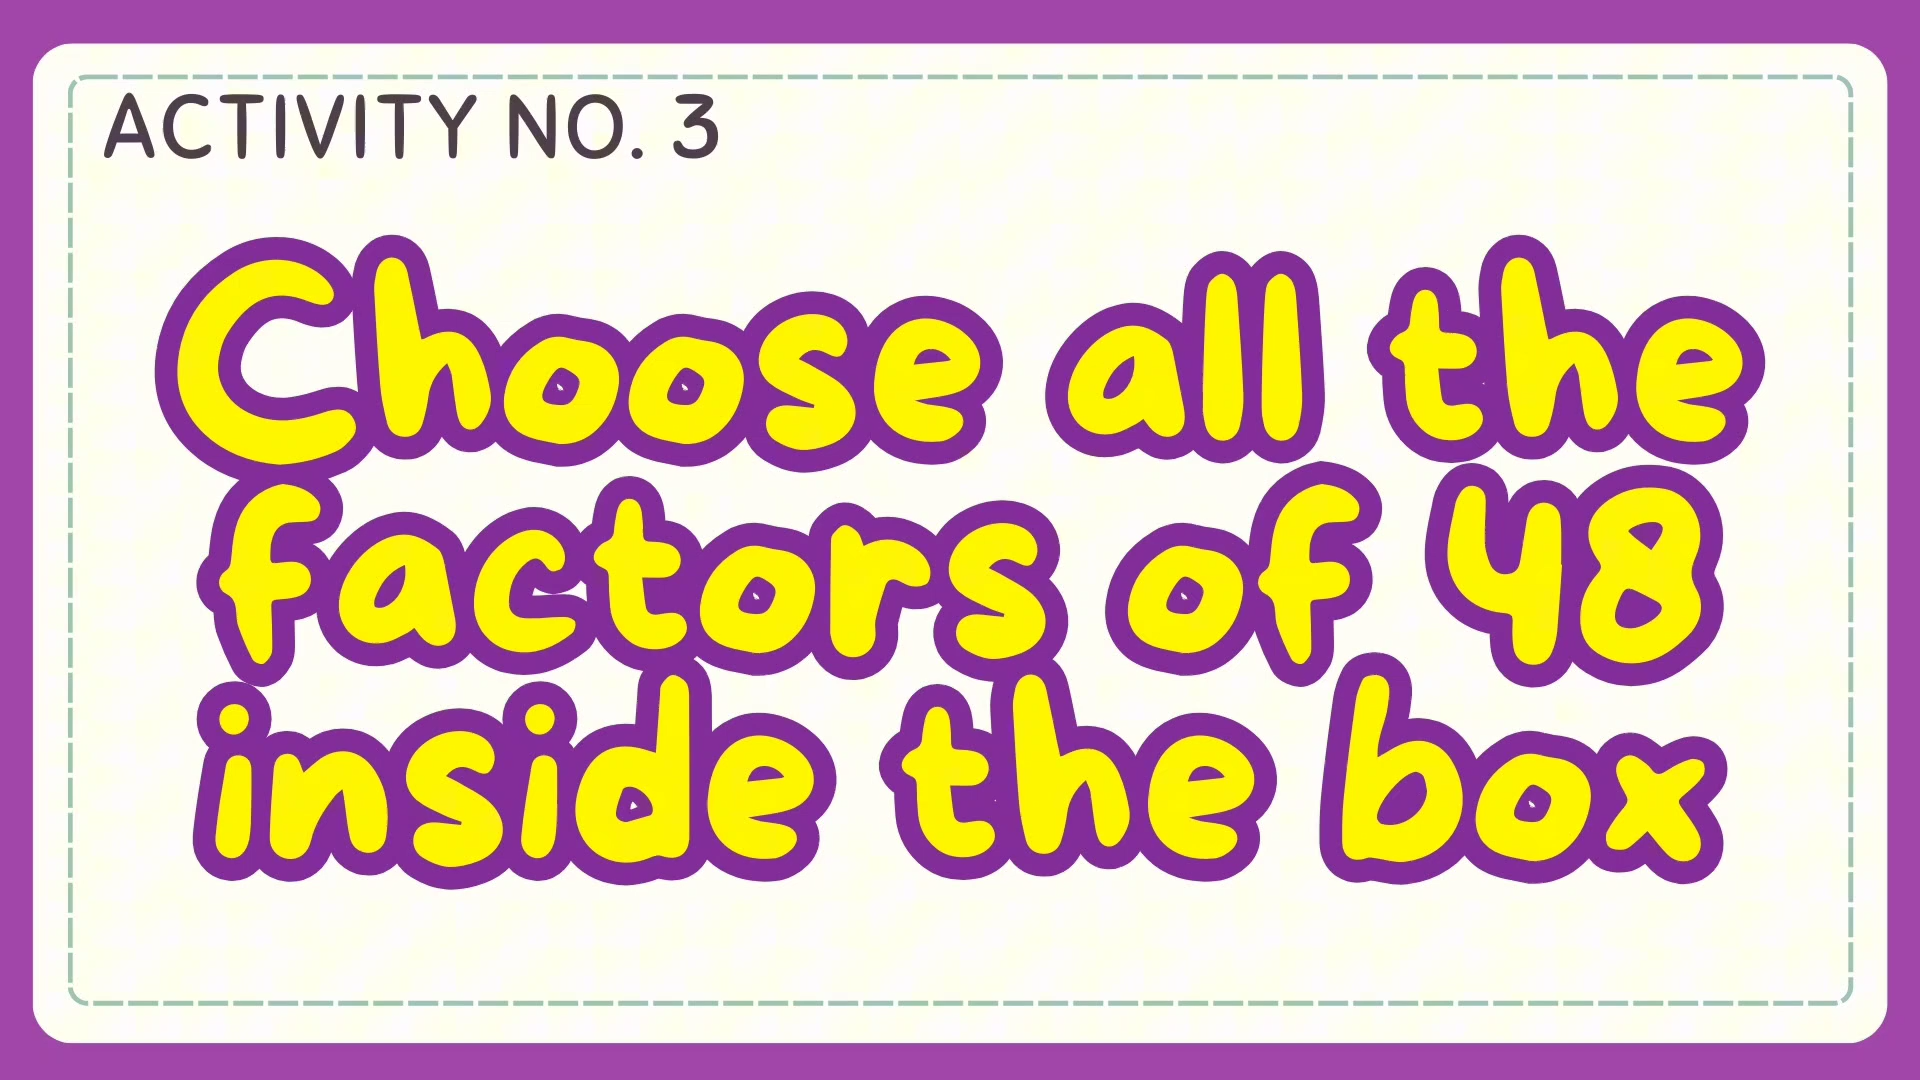 ACTIVITY NO. 3
Choose all the
factors of 48
inside the box